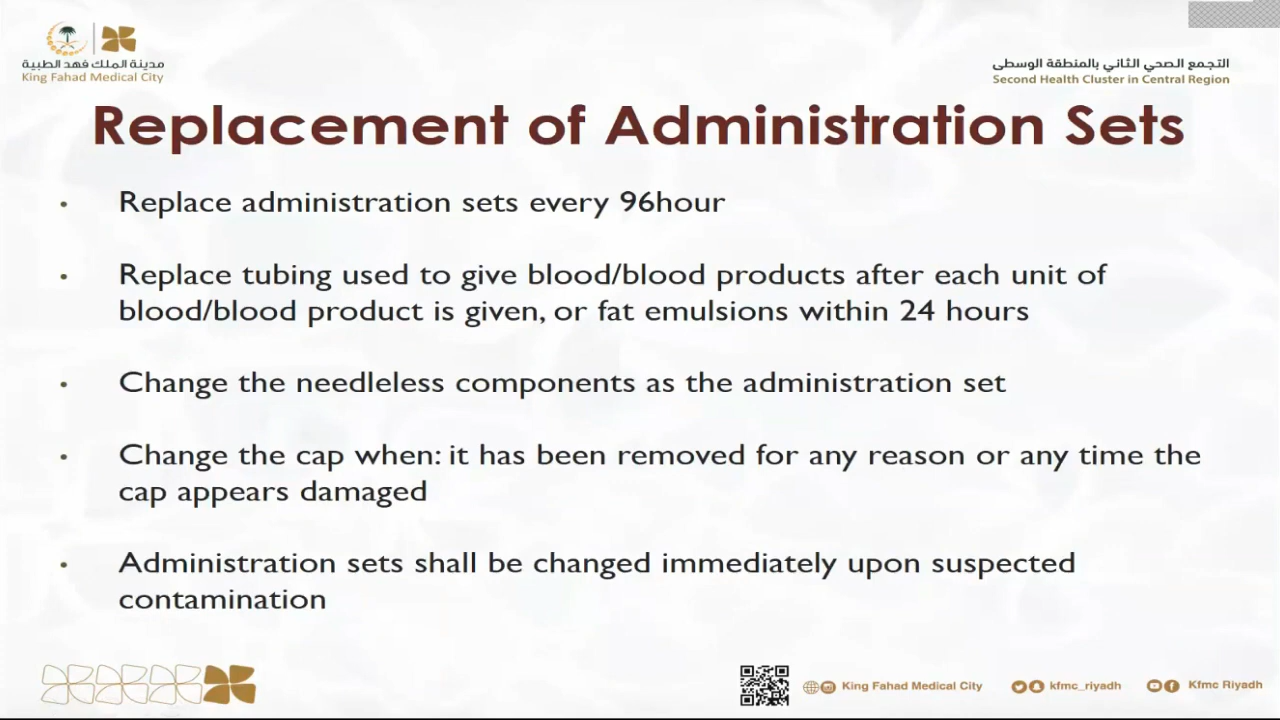 مدينة الملك فهد الطبية
King Fahad Medical City
التجمع الصحي الثاني بالمنطقة الوسطى
Second Health Cluster in Central Region
Replacement of Administration Sets
• Replace administration sets every 96hour
• Replace tubing used to give blood/blood products after each unit of
blood/blood product is given, or fat emulsions within 24 hours
• Change the needleless components as the administration set
• Change the cap when: it has been removed for any reason or any time the
cap appears damaged
• Administration sets shall be changed immediately upon suspected
contamination
King Fahad Medical City
kfmc_riyadh
Kfmc Riyadh